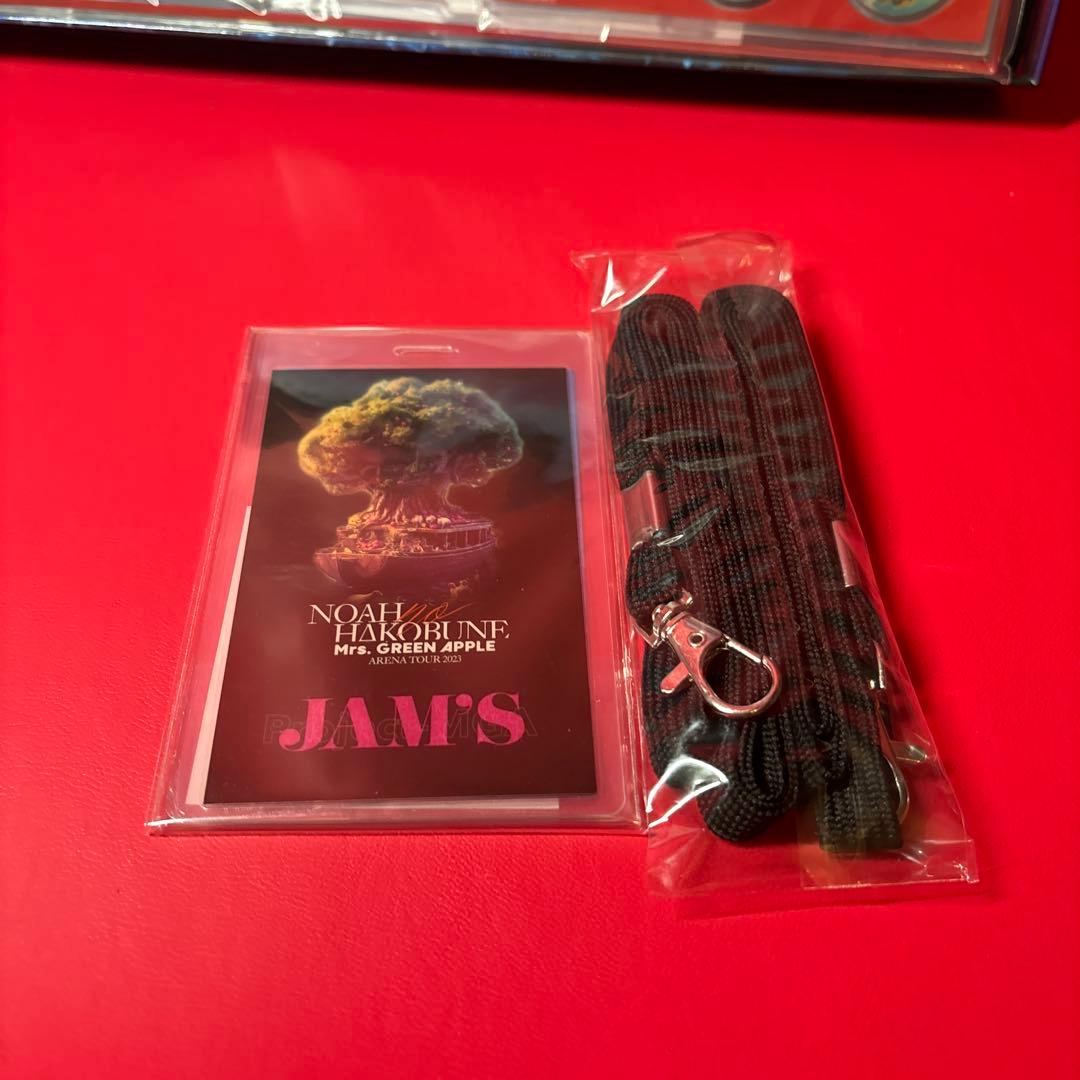 NOAH no
HAKOBUNE
Mrs. GREEN APPLE
ARENA TOUR 2023
JAM'S